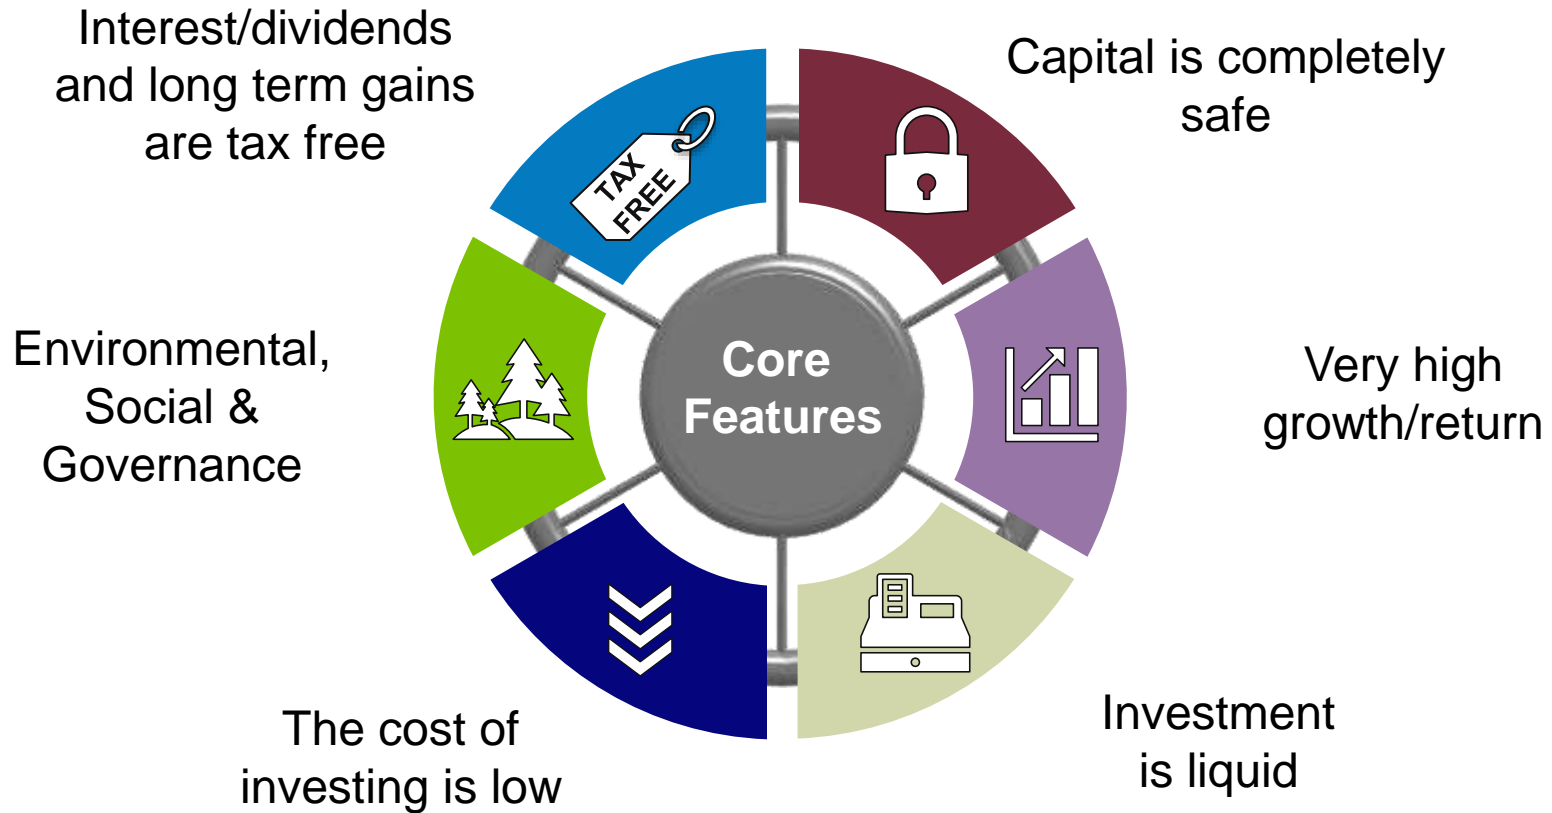 Interest/dividends
and long term gains
are tax free
Capital is completely
safe
TAX
FREE
Environmental,
Social &
Governance
Core
Features
Very high
growth/return
The cost of
investing is low
Investment
is liquid